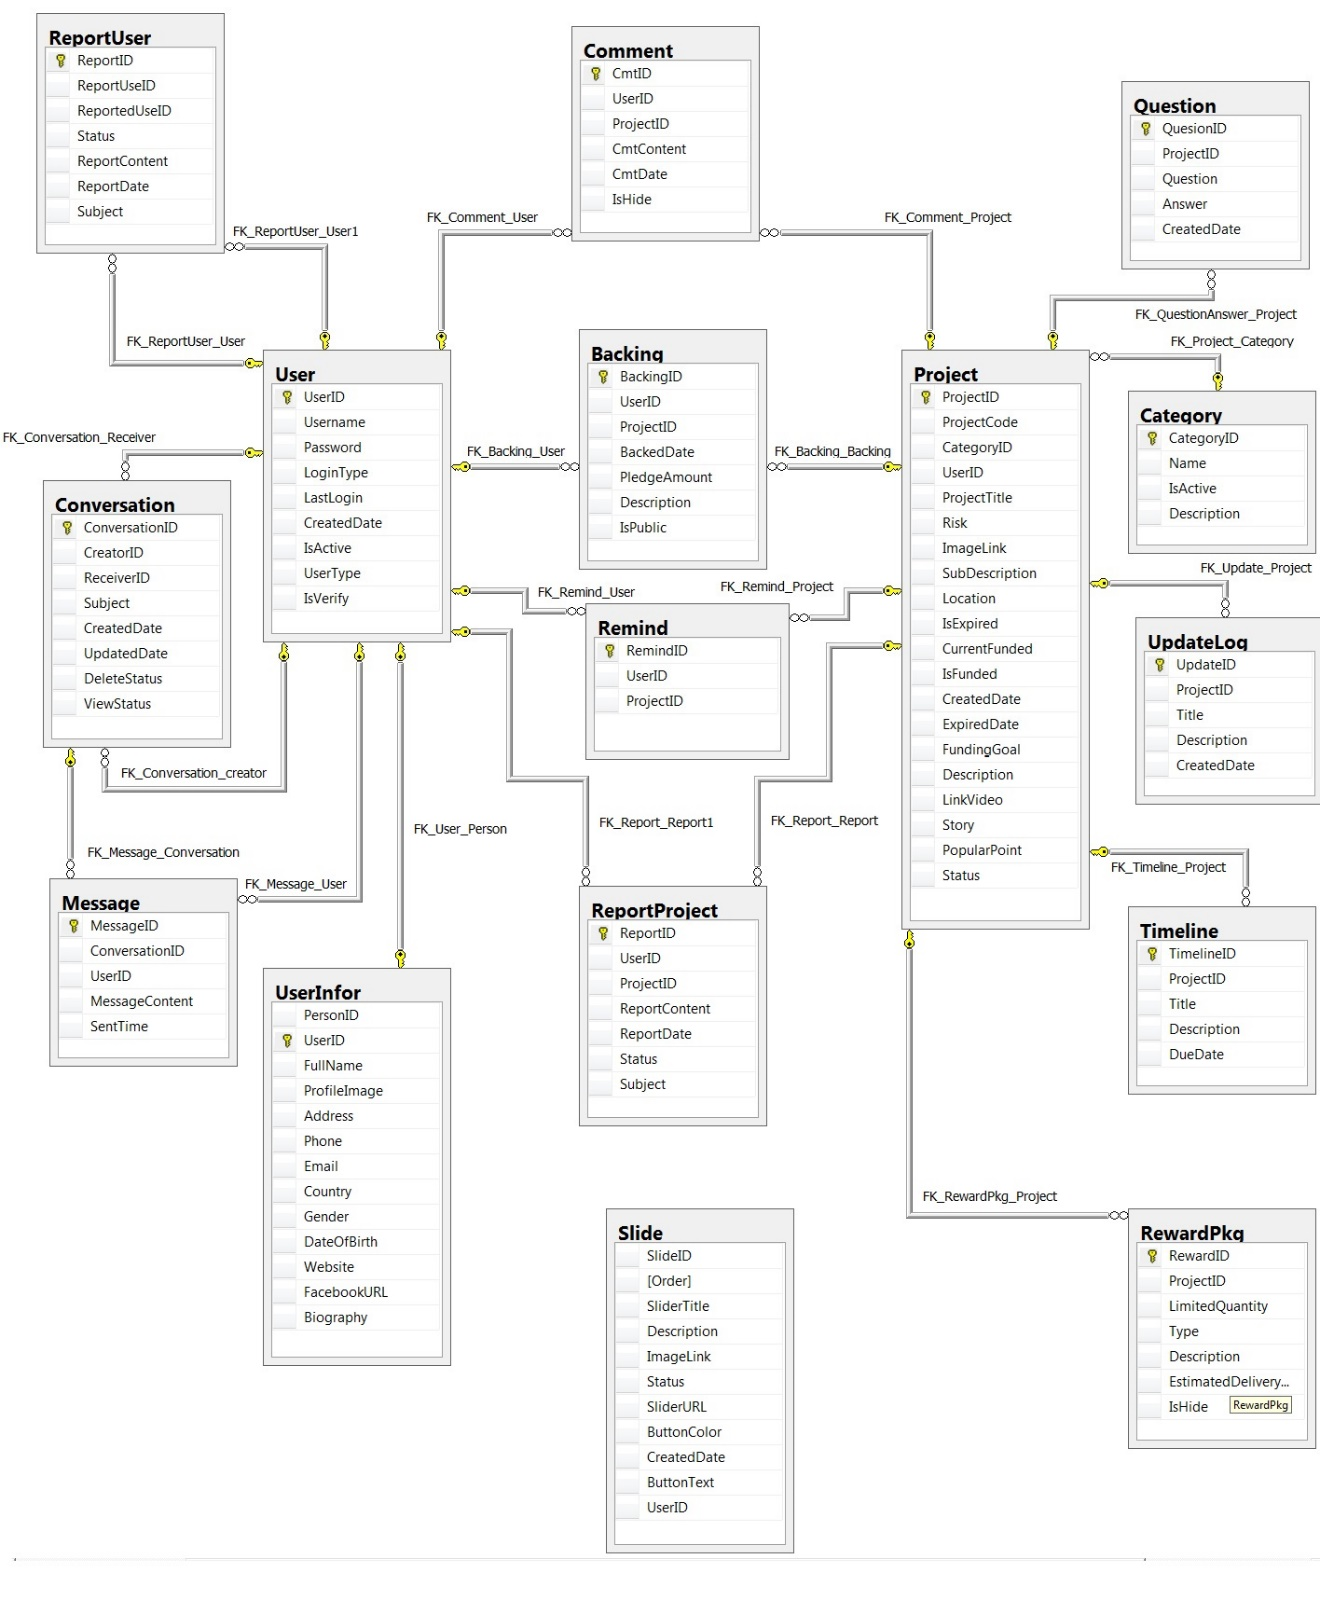 ReportUser
ReportID
ReportUseID
ReportedUseID
Status
ReportContent
ReportDate
Subject
Comment
CmtID
UserID
ProjectID
CmtContent
CmtDate
IsHide
Question
QuesionID
ProjectID
Question
Answer
CreatedDate
FK_ReportUser_User1
FK_Comment_User
FK_Comment_Project
FK_QuestionAnswer_Project
FK_ReportUser_User
FK_Project_Category
User
UserID
Username
Password
LoginType
LastLogin
CreatedDate
IsActive
UserType
IsVerify
Backing
BackingID
UserID
ProjectID
BackedDate
PledgeAmount
Description
IsPublic
Project
ProjectID
ProjectCode
CategoryID
UserID
ProjectTitle
Risk
ImageLink
SubDescription
Location
IsExpired
CurrentFunded
IsFunded
CreatedDate
ExpiredDate
FundingGoal
Description
LinkVideo
Story
PopularPoint
Status
Category
CategoryID
Name
IsActive
Description
FK_Conversation_Receiver
FK_Backing_User
FK_Backing_Backing
Conversation
ConversationID
CreatorID
ReceiverID
Subject
CreatedDate
UpdatedDate
DeleteStatus
ViewStatus
FK_Remind_User
FK_Remind_Project
FK_Update_Project
Remind
RemindID
UserID
ProjectID
UpdateLog
UpdateID
ProjectID
Title
Description
CreatedDate
FK_Conversation_creator
FK_User_Person
FK_Report_Report1
FK_Report_Report
FK_Message_Conversation
FK_Message_User
FK_Timeline_Project
Message
MessageID
ConversationID
UserID
MessageContent
SentTime
UserInfor
PersonID
UserID
FullName
ProfileImage
Address
Phone
Email
Country
Gender
DateOfBirth
Website
FacebookURL
Biography
ReportProject
ReportID
UserID
ProjectID
ReportContent
ReportDate
Status
Subject
Timeline
TimelineID
ProjectID
Title
Description
DueDate
FK_RewardPkg_Project
Slide
SlideID
[Order]
SliderTitle
Description
ImageLink
Status
SliderURL
ButtonColor
CreatedDate
ButtonText
UserID
RewardPkg
RewardID
ProjectID
LimitedQuantity
Type
Description
EstimatedDelivery...
IsHide
RewardPkg